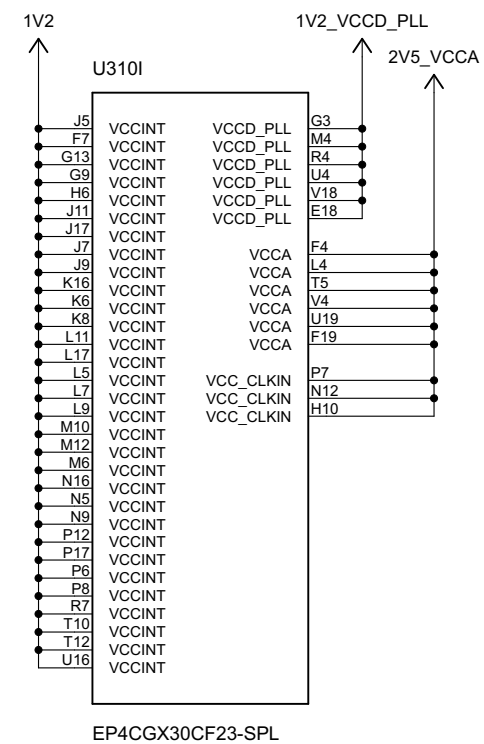 1V2 1V2_VCCD_PLL
2V5_VCCA
U310I
J5 VCCINT VCCD_PLL G3
F7 VCCINT VCCD_PLL M4
G13 VCCINT VCCD_PLL R4
G9 VCCINT VCCD_PLL U4
H6 VCCINT VCCD_PLL V18
J11 VCCINT VCCD_PLL E18
J17 VCCINT
J7 VCCINT VCCA F4
J9 VCCINT VCCA L4
K16 VCCINT VCCA T5
K6 VCCINT VCCA V4
K8 VCCINT VCCA U19
L11 VCCINT VCCA F19
L17 VCCINT
L5 VCCINT VCC_CLKIN P7
L7 VCCINT VCC_CLKIN N12
L9 VCCINT VCC_CLKIN H10
M10 VCCINT
M12 VCCINT
M6 VCCINT
N16 VCCINT
N5 VCCINT
N9 VCCINT
P12 VCCINT
P17 VCCINT
P6 VCCINT
P8 VCCINT
R7 VCCINT
T10 VCCINT
T12 VCCINT
U16 VCCINT
EP4CGX30CF23-SPL